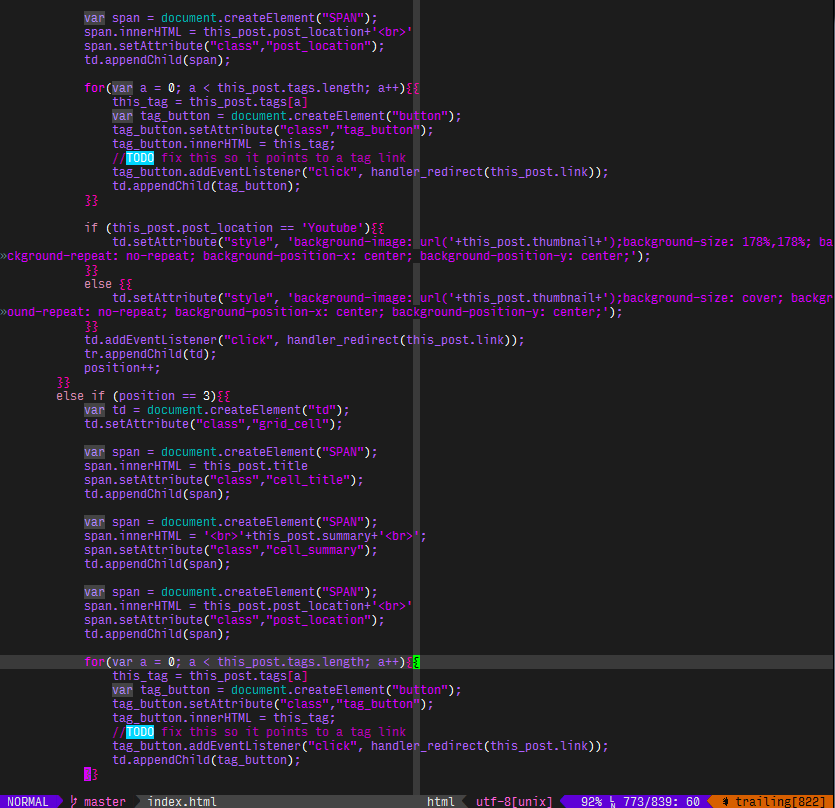 var span = document.createElement("SPAN");
span.innerHTML = this_post.post_location+'<br>'
span.setAttribute("class","post_location");
td.appendChild(span);
for(var a = 0; a < this_post.tags.length; a++){{
this_tag = this_post.tags[a]
var tag_button = document.createElement("button");
tag_button.setAttribute("class","tag_button");
tag_button.innerHTML = this_tag;
//TODO fix this so it points to a tag link
tag_button.addEventListener("click", handler_redirect(this_post.link));
td.appendChild(tag_button);
}}
if (this_post.post_location == 'Youtube'){{
td.setAttribute("style", 'background-image: url('+this_post.thumbnail+');background-size: 178%,178%; ba
»ckground-repeat: no-repeat; background-position-x: center; background-position-y: center;');
}}
else {{
td.setAttribute("style", 'background-image: url('+this_post.thumbnail+');background-size: cover; backgr
»ound-repeat: no-repeat; background-position-x: center; background-position-y: center;');
}}
td.addEventListener("click", handler_redirect(this_post.link));
tr.appendChild(td);
position++;
}}
else if (position == 3){{
var td = document.createElement("td");
td.setAttribute("class","grid_cell");
var span = document.createElement("SPAN");
span.innerHTML = this_post.title
span.setAttribute("class","cell_title");
td.appendChild(span);
var span = document.createElement("SPAN");
span.innerHTML = '<br>'+this_post.summary+'<br>';
span.setAttribute("class","cell_summary");
td.appendChild(span);
var span = document.createElement("SPAN");
span.innerHTML = this_post.post_location+'<br>'
span.setAttribute("class","post_location");
td.appendChild(span);
for(var a = 0; a < this_post.tags.length; a++){{
this_tag = this_post.tags[a]
var tag_button = document.createElement("button");
tag_button.setAttribute("class","tag_button");
tag_button.innerHTML = this_tag;
//TODO fix this so it points to a tag link
tag_button.addEventListener("click", handler_redirect(this_post.link));
td.appendChild(tag_button);
}}
NORMAL master index.html html utf-8[unix] 92% 773/839: 60 trailing[822]